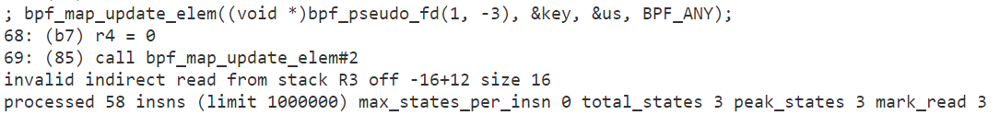 ; bpf_map_update_elem((void *)bpf_pseudo_fd(1, -3), &key, &us, BPF_ANY);
68: (b7) r4 = 0
69: (85) call bpf_map_update_elem#2
invalid indirect read from stack R3 off -16+12 size 16
processed 58 insns (limit 1000000) max_states_per_insn 0 total_states 3 peak_states 3 mark_read 3